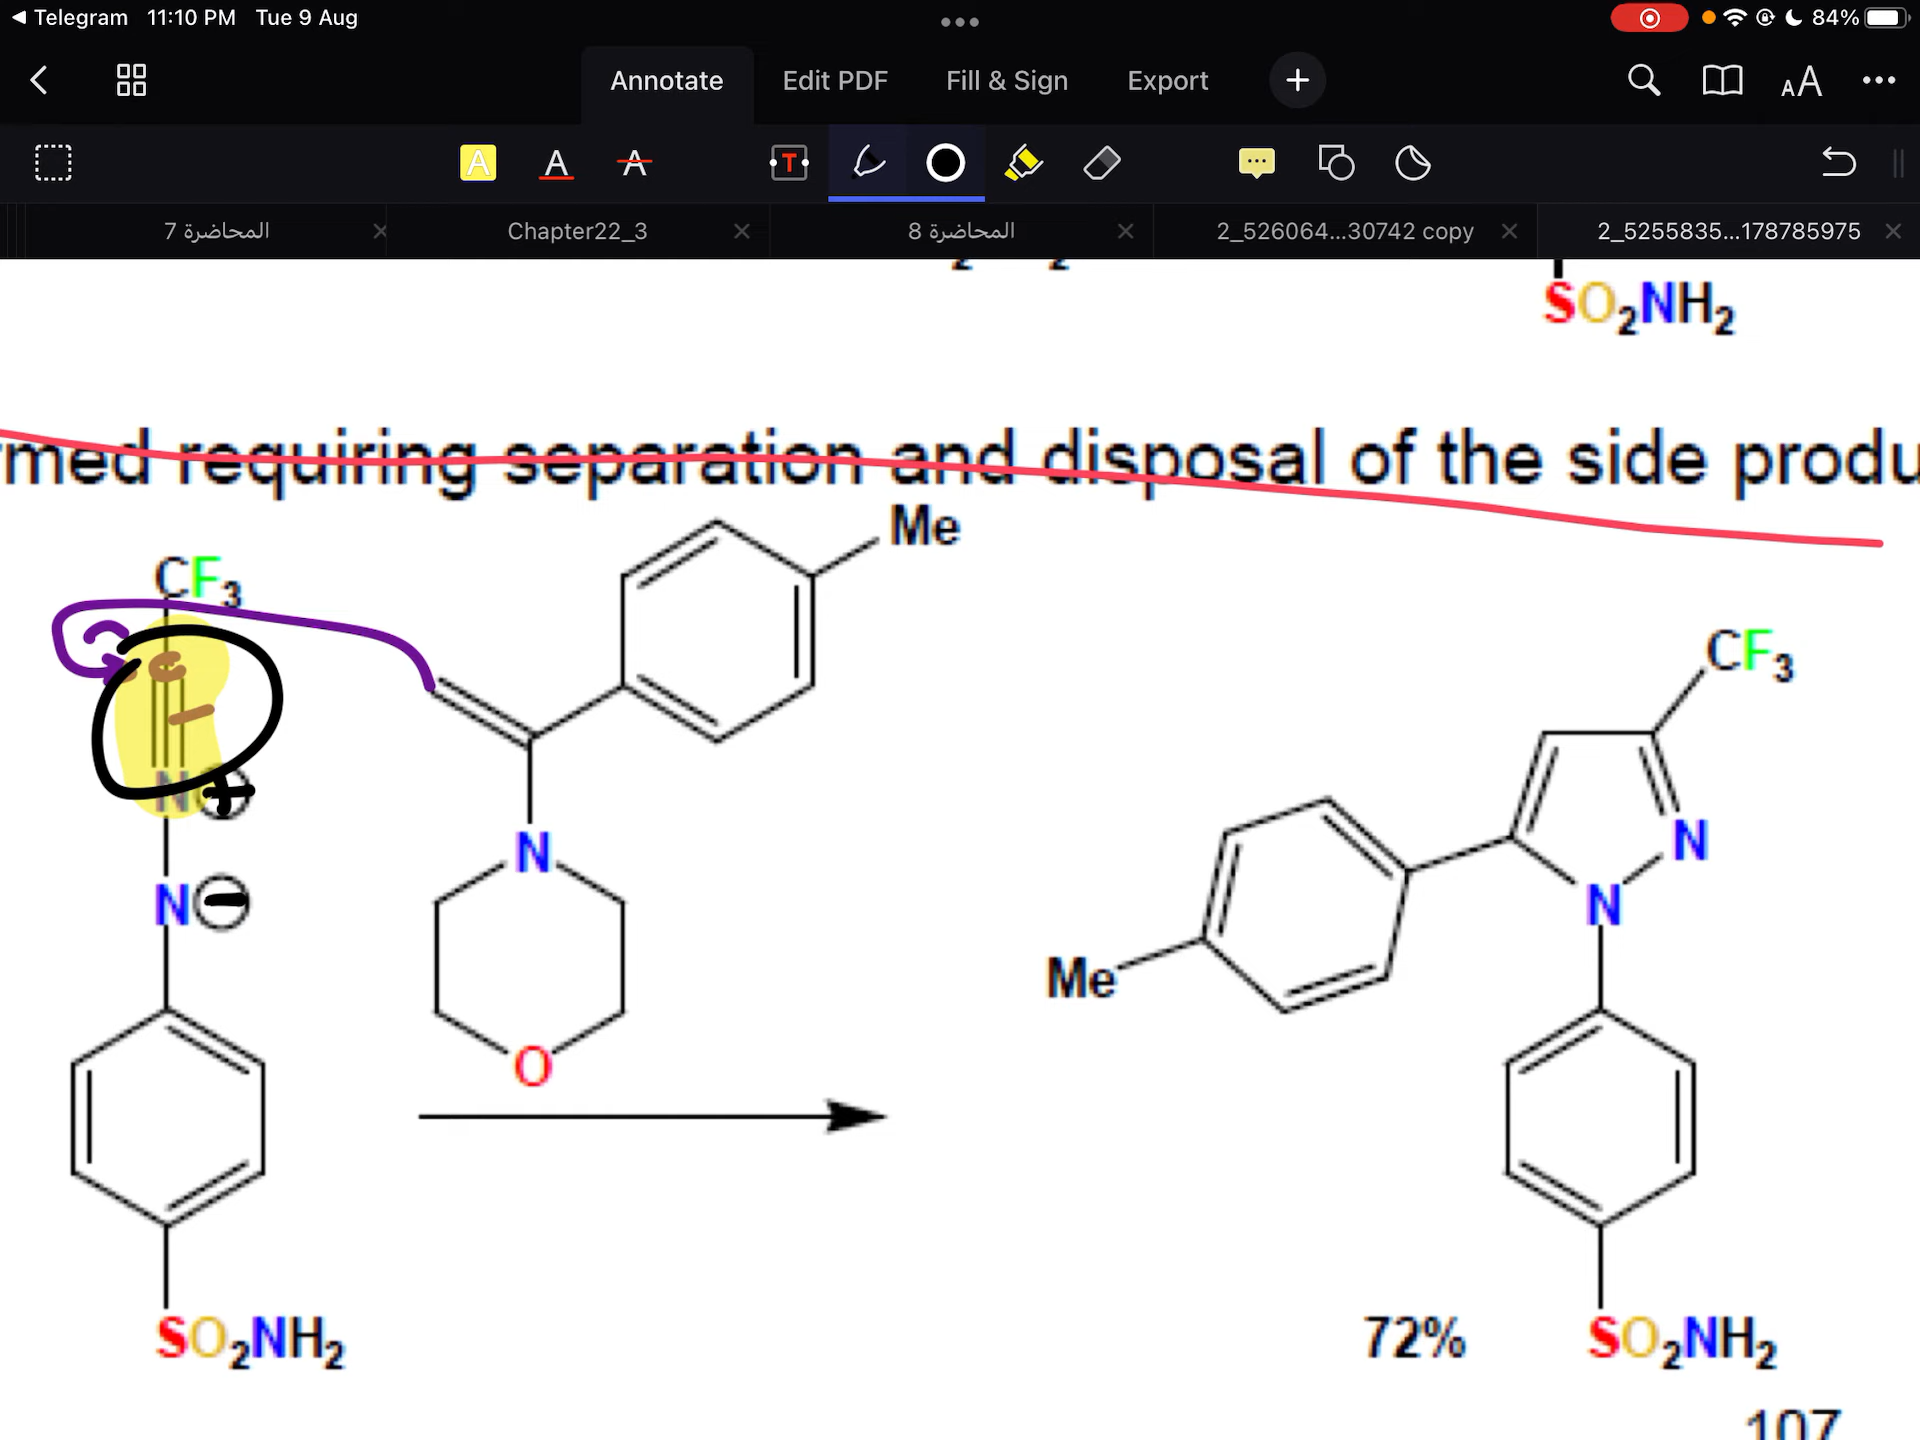 Telegram 11:10 PM Tue 9 Aug 84%
Annotate Edit PDF Fill & Sign Export
المحاضرة 7 Chapter22_3 المحاضرة 8 2_526064...30742 copy 2_5255835...178785975
SO2NH2
rmed requiring separation and disposal of the side produ
Me
CF3
CF3
N
N
N
N
N
Me
O
SO2NH2
72%
SO2NH2
107